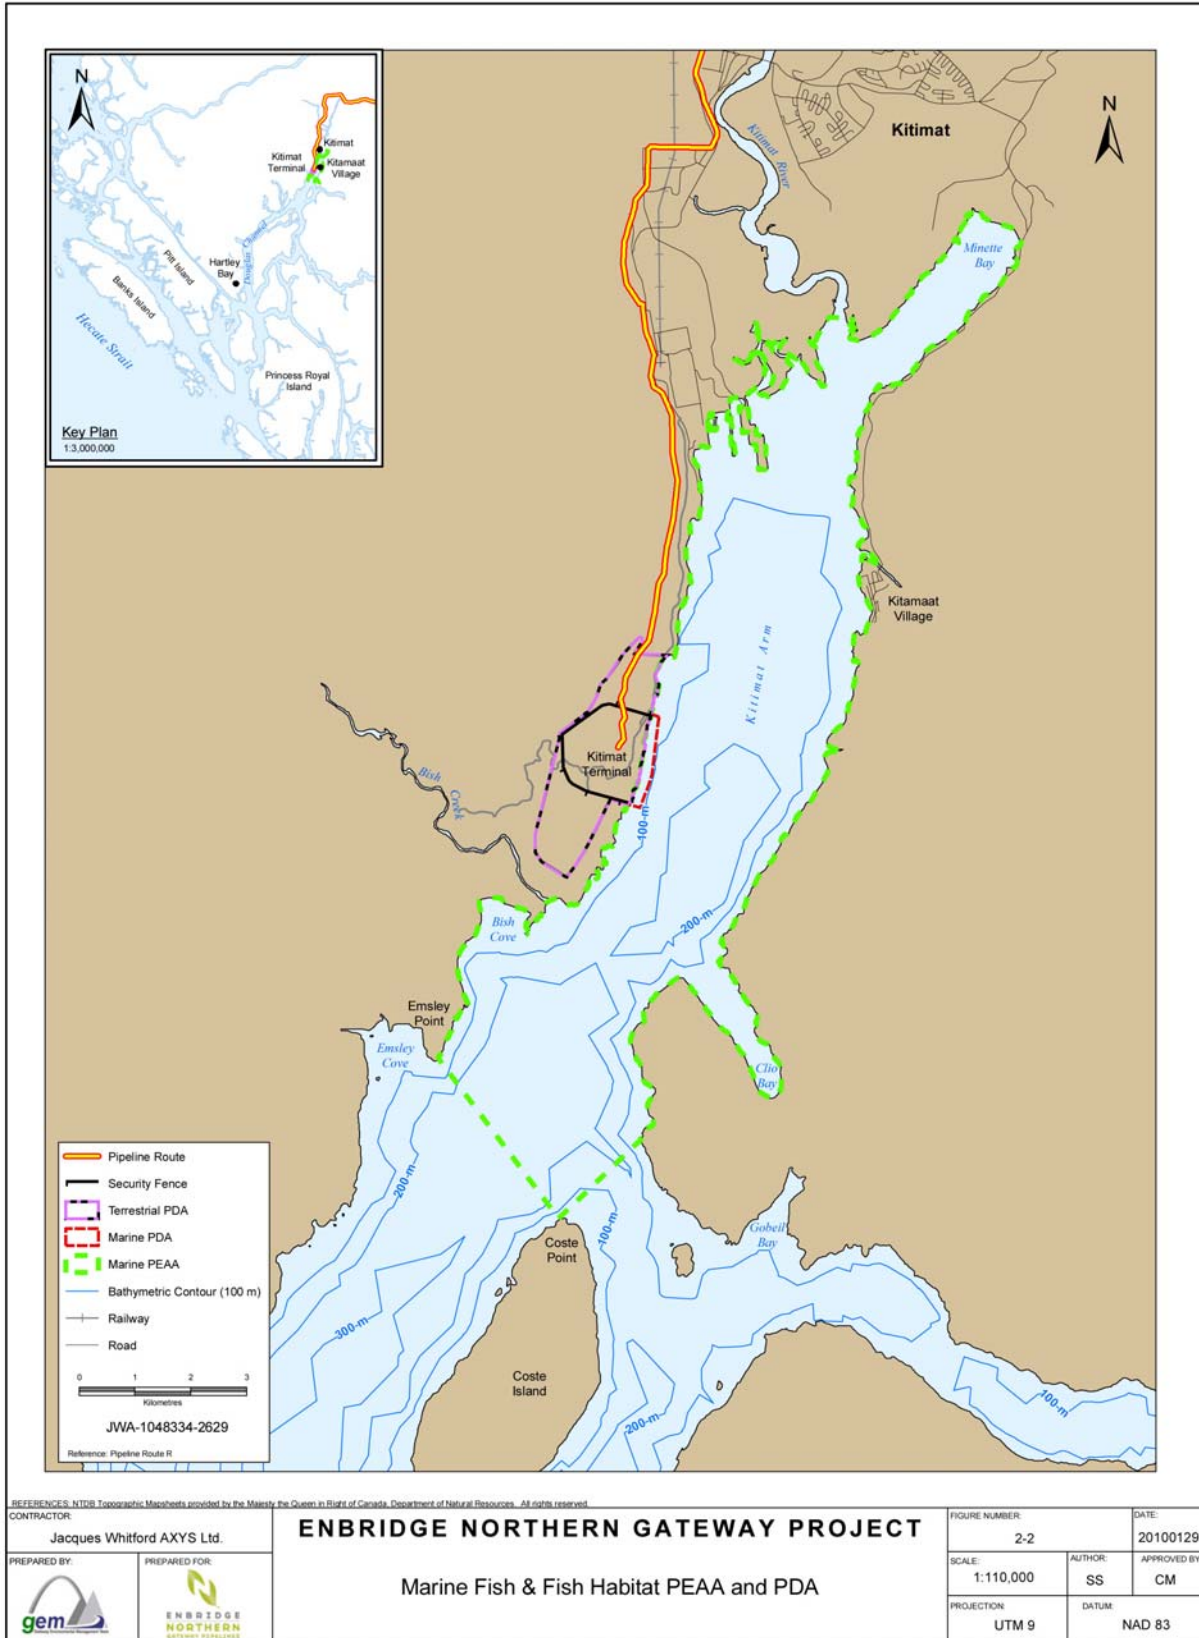 N
Kitimat
Kitimat
Terminal
Kitamaat
Village
Hartley
Bay
Douglas Channel
Pitt Island
Banks Island
Hecate Strait
Princess Royal
Island
Key Plan
1:3,000,000
N
Kitimat
Kitimat River
Minette
Bay
Kitamaat
Village
Kitimat Arm
Kitimat
Terminal
Bish
Creek
100-m
200-m
Bish
Cove
Emsley
Point
Emsley
Cove
Clio
Bay
200-m
100-m
Gobeil
Bay
Coste
Point
300-m
Coste
Island
200-m
100-m
Pipeline Route
Security Fence
Terrestrial PDA
Marine PDA
Marine PEAA
Bathymetric Contour (100 m)
Railway
Road
0 1 2 3
Kilometres
JWA-1048334-2629
Reference: Pipeline Route R
REFERENCES: NTDB Topographic Mapsheets provided by the Majesty the Queen in Right of Canada, Department of Natural Resources. All rights reserved.
CONTRACTOR:
Jacques Whitford AXYS Ltd.
PREPARED BY:
gem
PREPARED FOR:
ENBRIDGE
NORTHERN
GATEWAY PIPELINES
ENBRIDGE NORTHERN GATEWAY PROJECT
Marine Fish & Fish Habitat PEAA and PDA
FIGURE NUMBER:
2-2
DATE:
20100129
SCALE:
1:110,000
AUTHOR:
SS
APPROVED BY:
CM
PROJECTION:
UTM 9
DATUM:
NAD 83